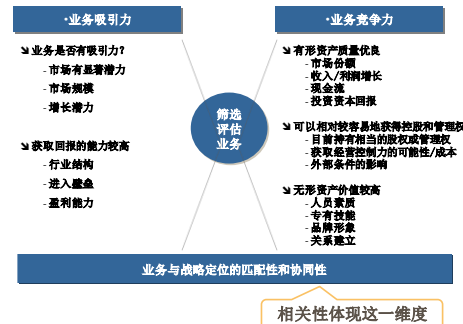 ·业务吸引力
业务是否有吸引力?
-市场有显著潜力
-市场规模
-增长潜力
获取回报的能力较高
-行业结构
-进入壁垒
-盈利能力
筛选
评估
业务
·业务竞争力
有形资产质量优良
-市场份额
-收入/利润增长
-现金流
-投资资本回报
可以相对较容易地获得控股和管理权
-目前持有相当的股权或管理权
-获取经营控制力的可能性/成本
-外部条件的影响
无形资产价值较高
-人员素质
-专有技能
-品牌形象
-关系建立
业务与战略定位的匹配性和协同性
相关性体现这一维度